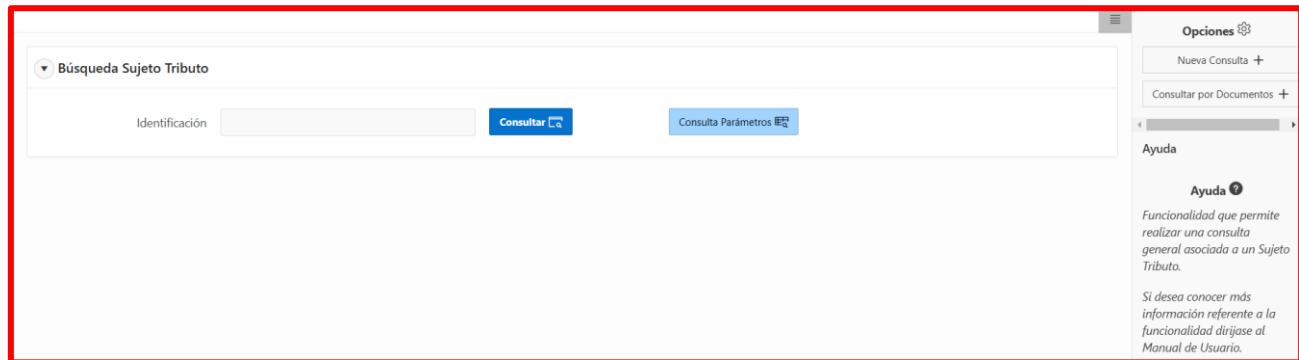 Búsqueda Sujeto Tributo
Identificación
Consultar
Consulta Parámetros
Opciones
Nueva Consulta +
Consultar por Documentos +
Ayuda
Ayuda
Funcionalidad que permite
realizar una consulta
general asociada a un Sujeto
Tributo.
Si desea conocer más
información referente a la
funcionalidad dirijase al
Manual de Usuario.